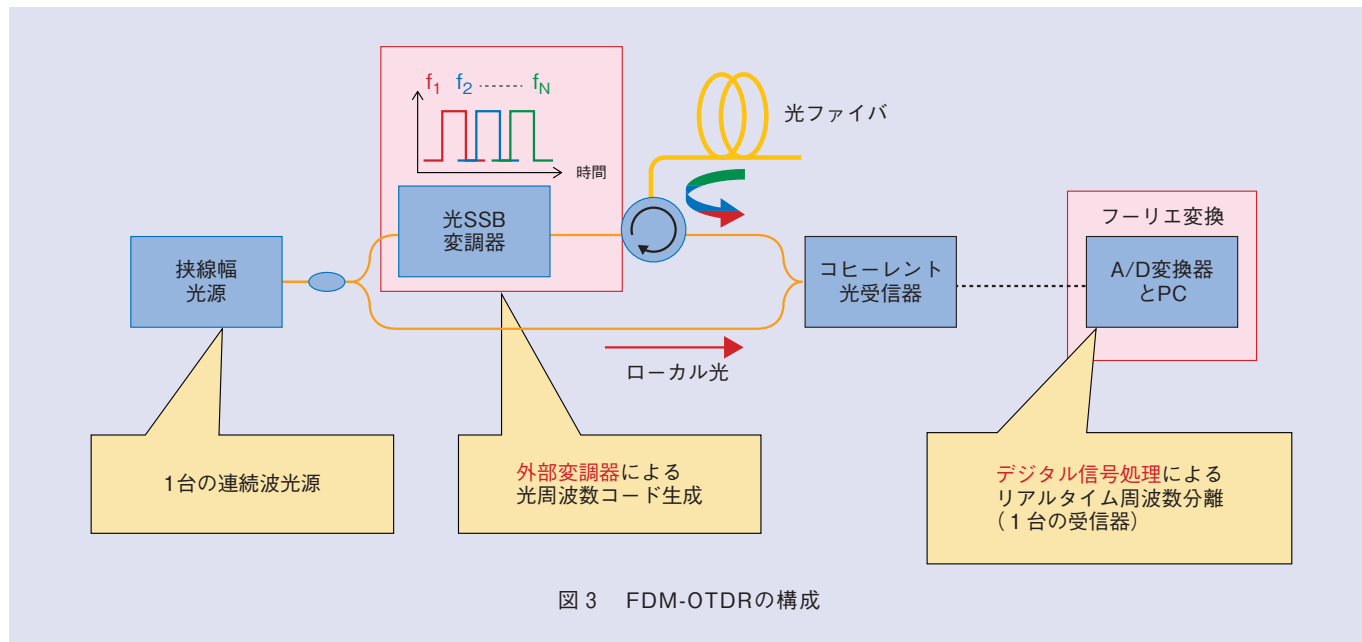 f1 f2 ------- fN
時間
光ファイバ
光SSB
変調器
フーリエ変換
狭線幅
光源
コヒーレント
光受信器
A/D変換器
とPC
ローカル光
1台の連続波光源
外部変調器による
光周波数コード生成
デジタル信号処理による
リアルタイム周波数分離
（１台の受信器）
図３　FDM-OTDRの構成